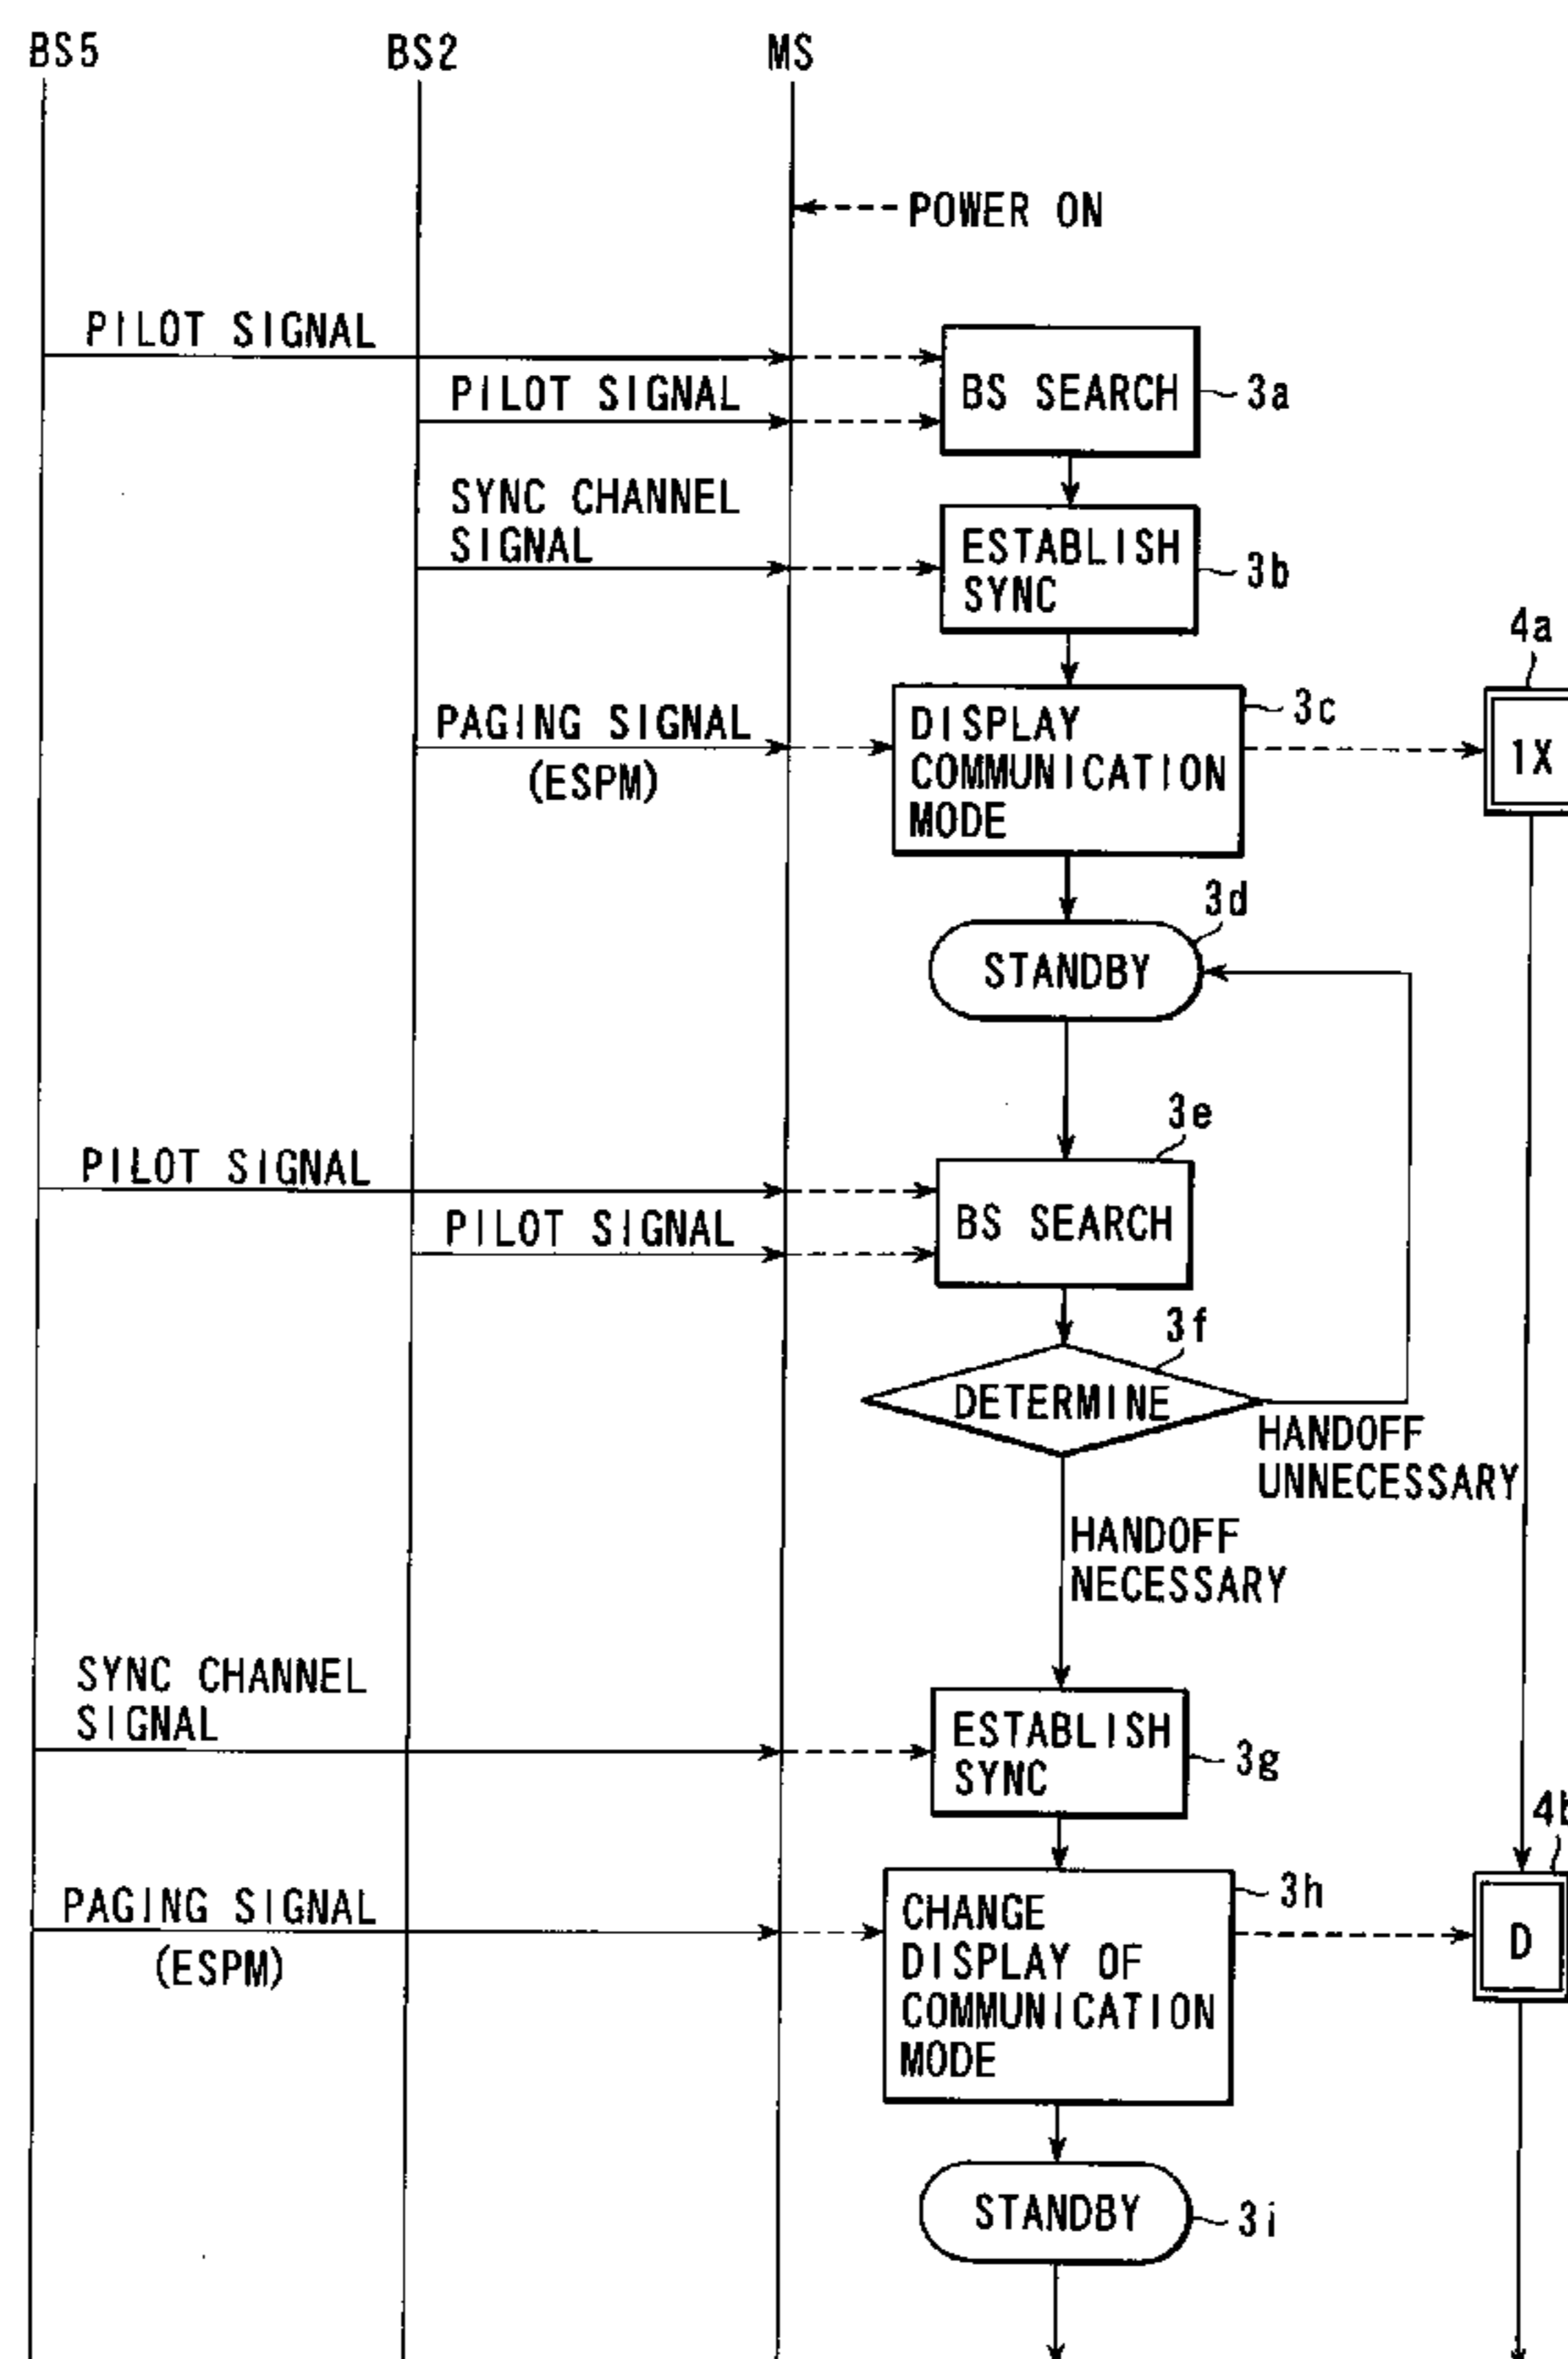 BS5
BS2
MS
POWER ON
PILOT SIGNAL
PILOT SIGNAL
BS SEARCH
3a
SYNC CHANNEL
SIGNAL
ESTABLISH
SYNC
3b
4a
PAGING SIGNAL
(ESPM)
DISPLAY
COMMUNICATION
MODE
3c
1X
3d
STANDBY
3e
PILOT SIGNAL
PILOT SIGNAL
BS SEARCH
3f
DETERMINE
HANDOFF
UNNECESSARY
HANDOFF
NECESSARY
SYNC CHANNEL
SIGNAL
ESTABLISH
SYNC
3g
PAGING SIGNAL
(ESPM)
CHANGE
DISPLAY OF
COMMUNICATION
MODE
3h
D
STANDBY
3i